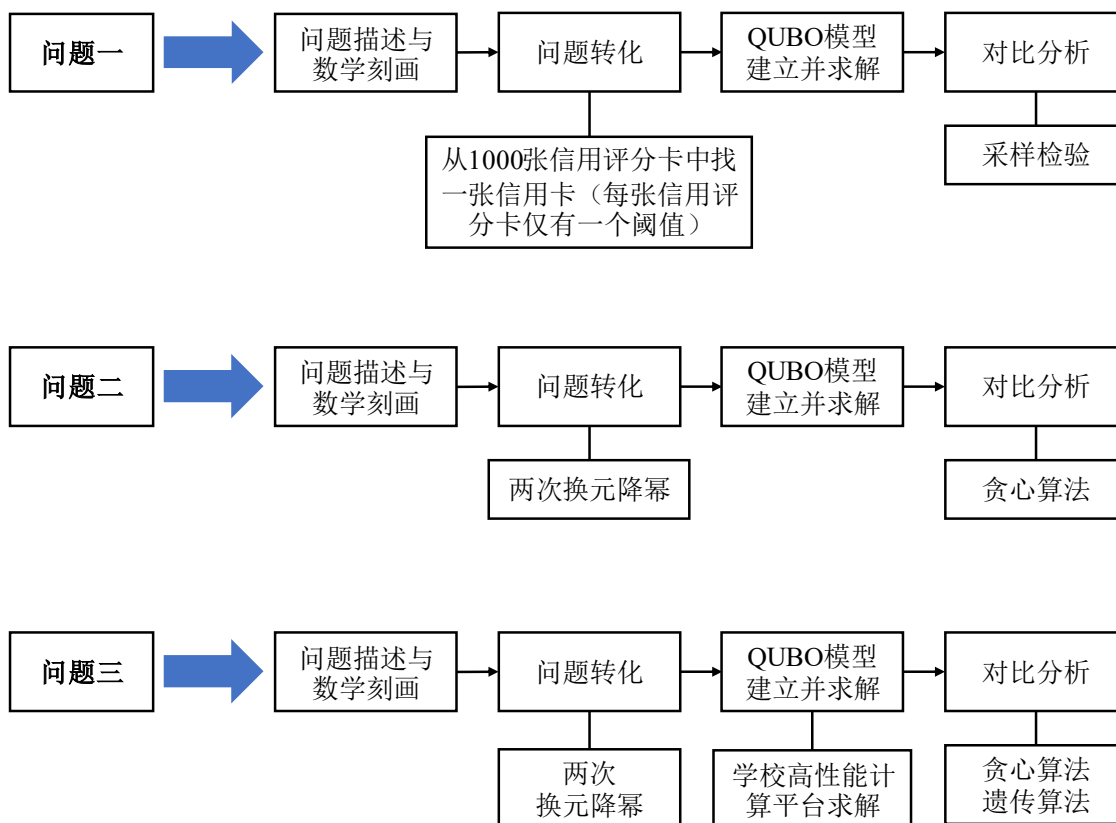 问题一
问题描述与
数学刻画
问题转化
QUBO模型
建立并求解
对比分析
从1000张信用评分卡中找
一张信用卡（每张信用评
分卡仅有一个阈值）
采样检验
问题二
问题描述与
数学刻画
问题转化
QUBO模型
建立并求解
对比分析
两次换元降幂
贪心算法
问题三
问题描述与
数学刻画
问题转化
QUBO模型
建立并求解
对比分析
两次
换元降幂
学校高性能计
算平台求解
贪心算法
遗传算法